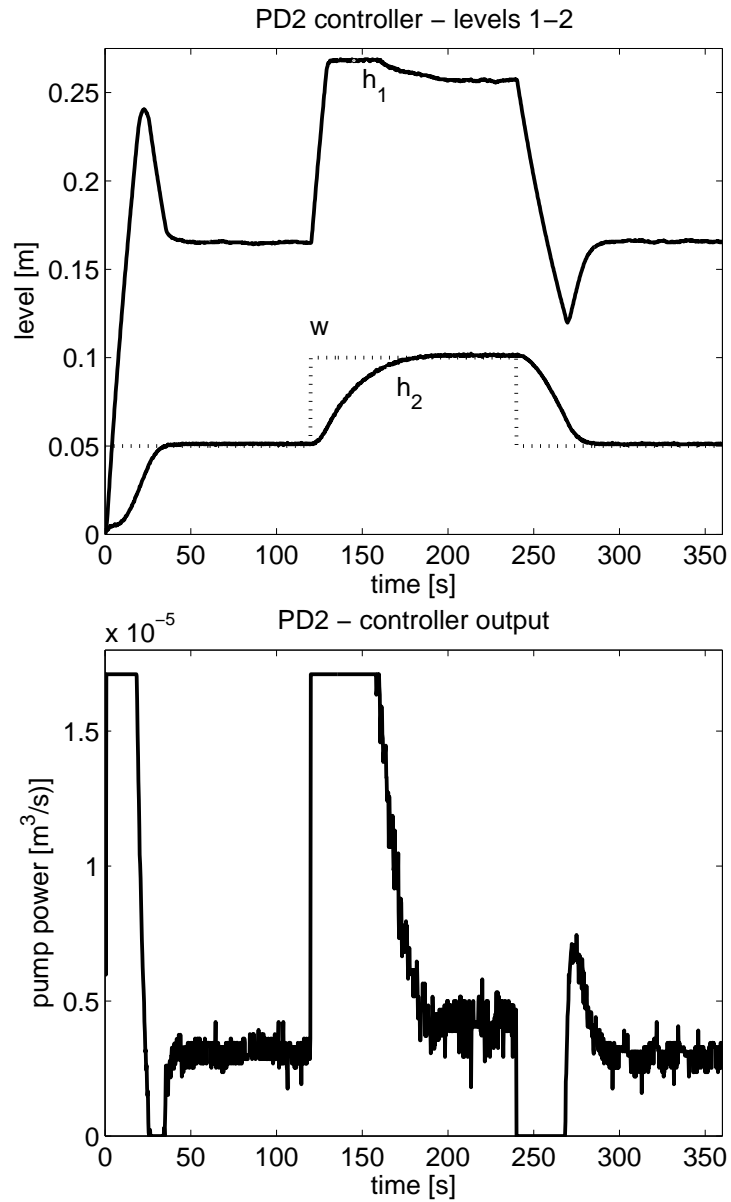 PD2 controller − levels 1−2
level [m]
0.25
0.2
0.15
0.1
0.05
0
h1
w
h2
0 50 100 150 200 250 300 350
time [s]
x 10−5
PD2 − controller output
pump power [m3/s)]
1.5
1
0.5
0
0 50 100 150 200 250 300 350
time [s]